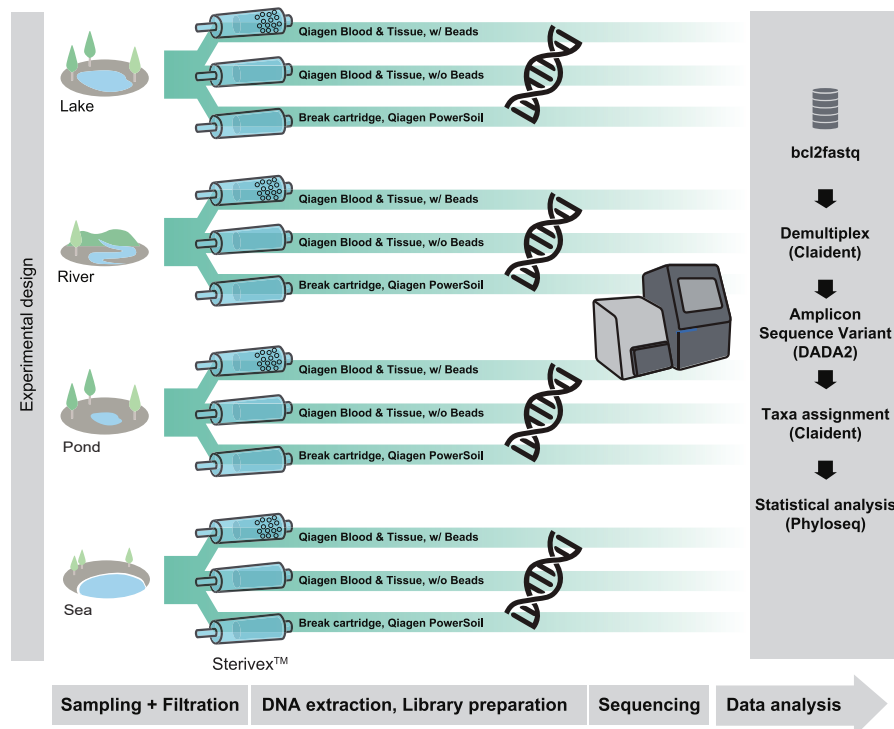 Experimental design
Lake
Qiagen Blood & Tissue, w/ Beads
Qiagen Blood & Tissue, w/o Beads
Break cartridge, Qiagen PowerSoil
River
Qiagen Blood & Tissue, w/ Beads
Qiagen Blood & Tissue, w/o Beads
Break cartridge, Qiagen PowerSoil
Pond
Qiagen Blood & Tissue, w/ Beads
Qiagen Blood & Tissue, w/o Beads
Break cartridge, Qiagen PowerSoil
Sea
Qiagen Blood & Tissue, w/ Beads
Qiagen Blood & Tissue, w/o Beads
Break cartridge, Qiagen PowerSoil
Sterivex™
bcl2fastq
Demultiplex
(Claident)
Amplicon
Sequence Variant
(DADA2)
Taxa assignment
(Claident)
Statistical analysis
(Phyloseq)
Sampling + Filtration
DNA extraction, Library preparation
Sequencing
Data analysis